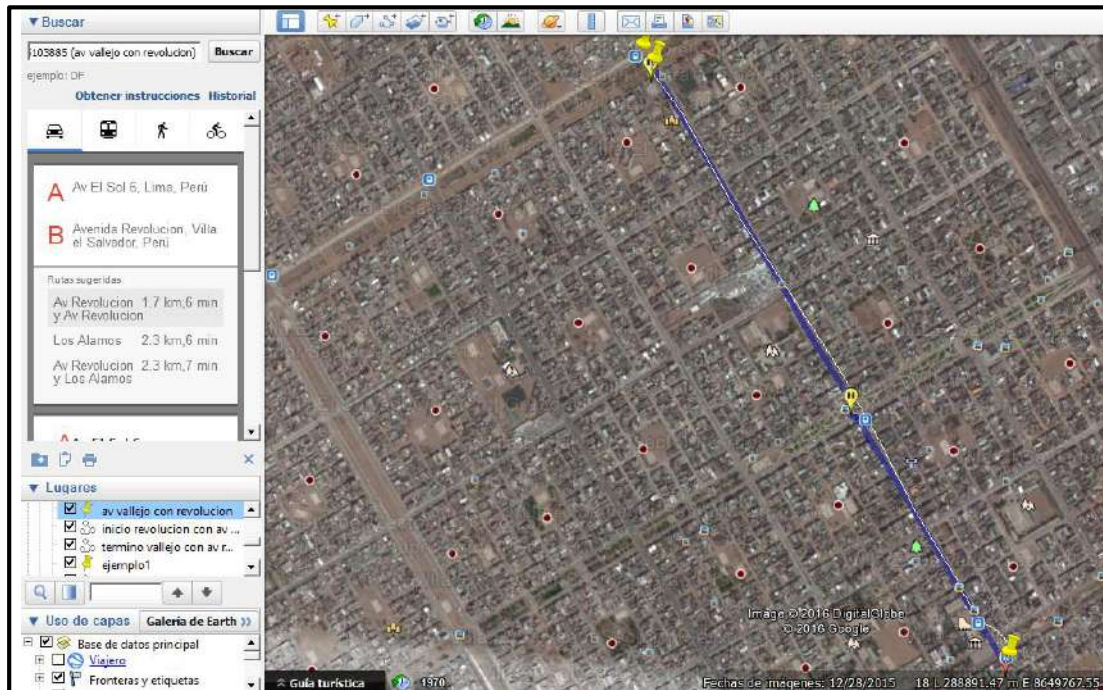 ▼ Buscar
103885 (av vallejo con revolucion)
Buscar
ejemplo: DF
Obtener instrucciones Historial
A Av El Sol 6, Lima, Perú
B Avenida Revolucion, Villa
el Salvador, Perú
Rutas sugeridas
Av Revolucion 1,7 km,6 min
y Av Revolucion
Los Alamos 2.3 km,6 min
Av Revolucion 2.3 km,7 min
y Los Alamos
▼ Lugares
av vallejo con revolucion
inicio revolucion con av ...
termino vallejo con av r...
ejemplo1
▼ Uso de capas
Galería de Earth »
Base de datos principal
Viajero
Fronteras y etiquetas
Image © 2016 DigitalGlobe
© 2016 Google
Guía turística
1970
Fechas de imágenes: 12/28/2015 18 L 288891.47 m E 8649767.55